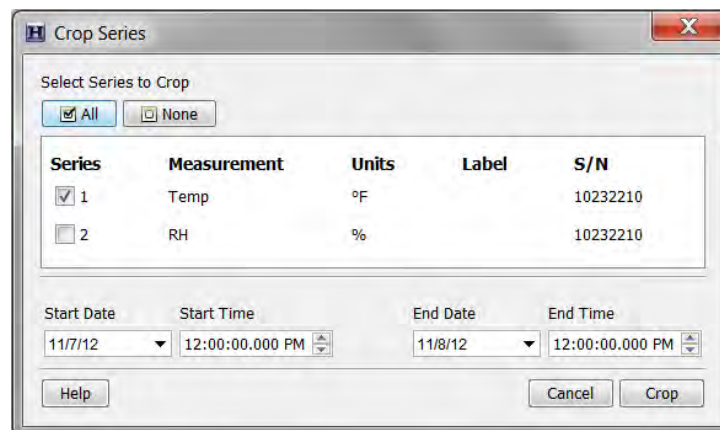 Crop Series
Select Series to Crop
All None
Series Measurement Units Label S/N
1 Temp °F 10232210
2 RH % 10232210
Start Date Start Time End Date End Time
11/7/12 12:00:00.000 PM 11/8/12 12:00:00.000 PM
Help Cancel Crop